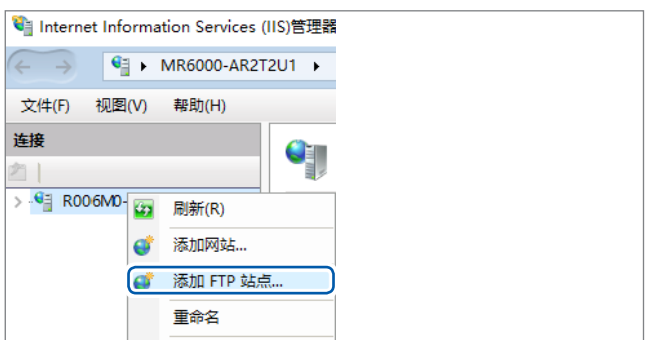 Internet Information Services (IIS)管理器
MR6000-AR2T2U1
文件(F) 视图(V) 帮助(H)
连接
R006M0-
刷新(R)
添加网站...
添加 FTP 站点...
重命名